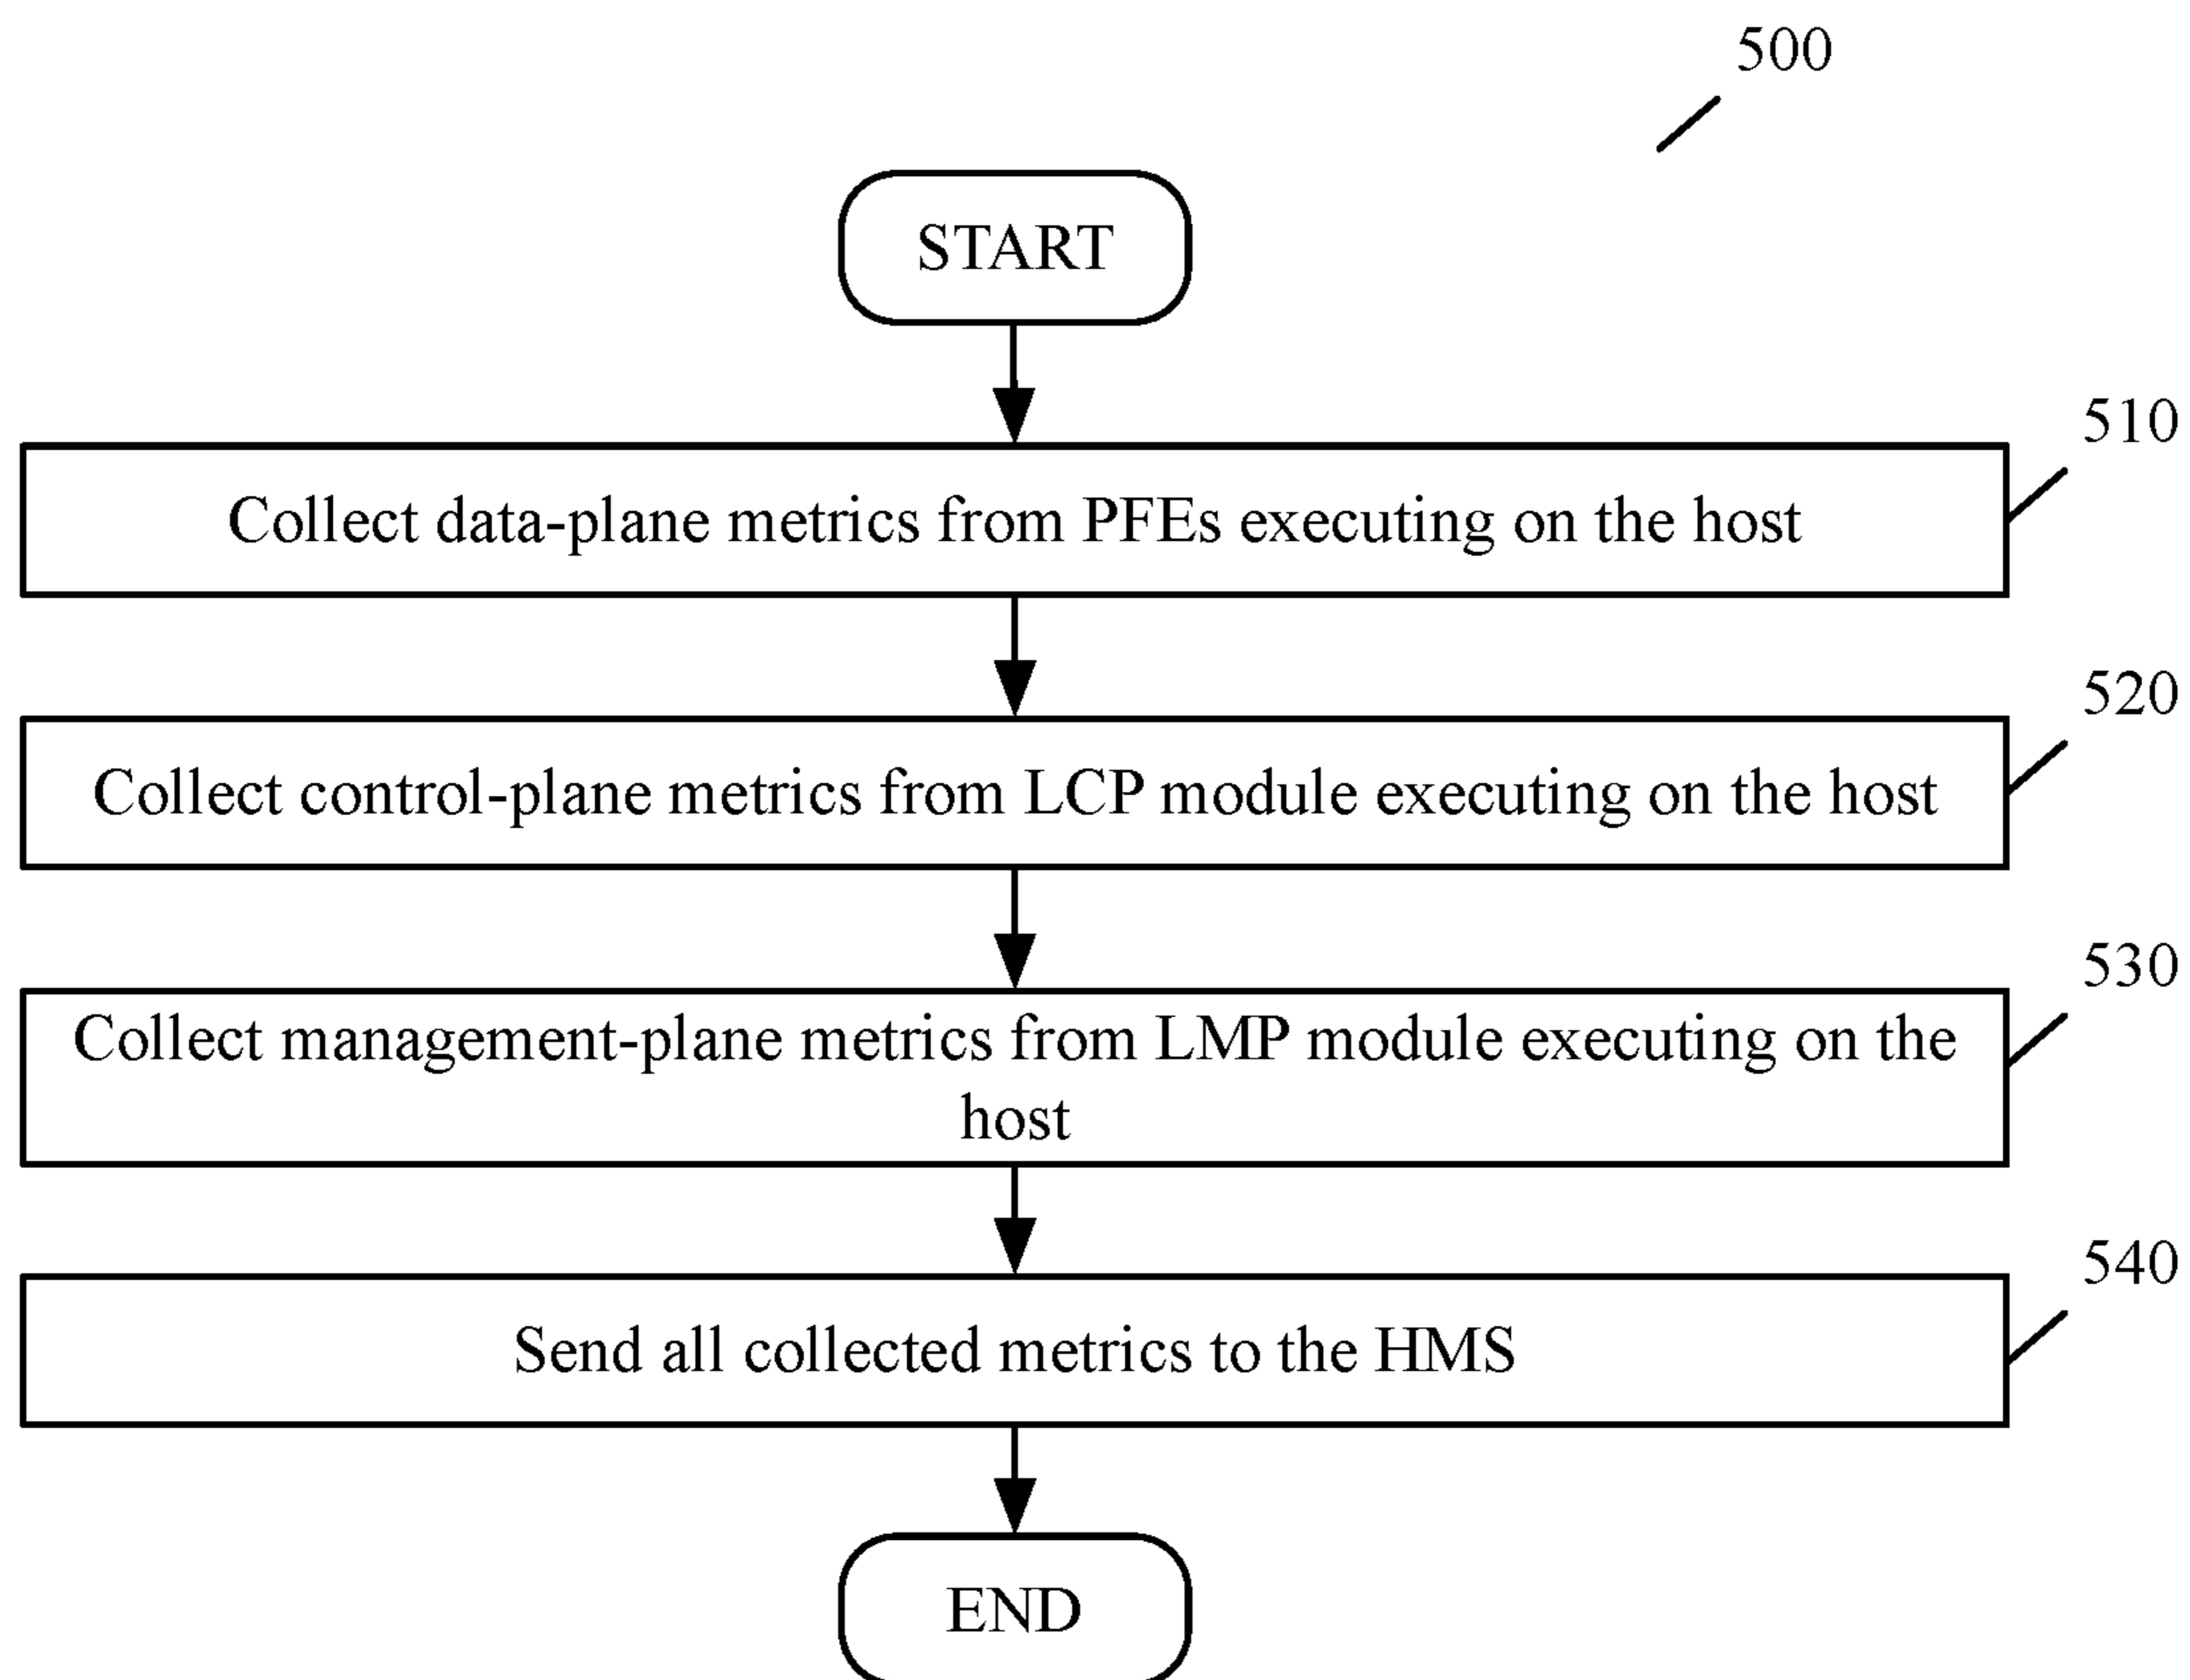 500
START
510
Collect data-plane metrics from PFEs executing on the host
520
Collect control-plane metrics from LCP module executing on the host
530
Collect management-plane metrics from LMP module executing on the
host
540
Send all collected metrics to the HMS
END